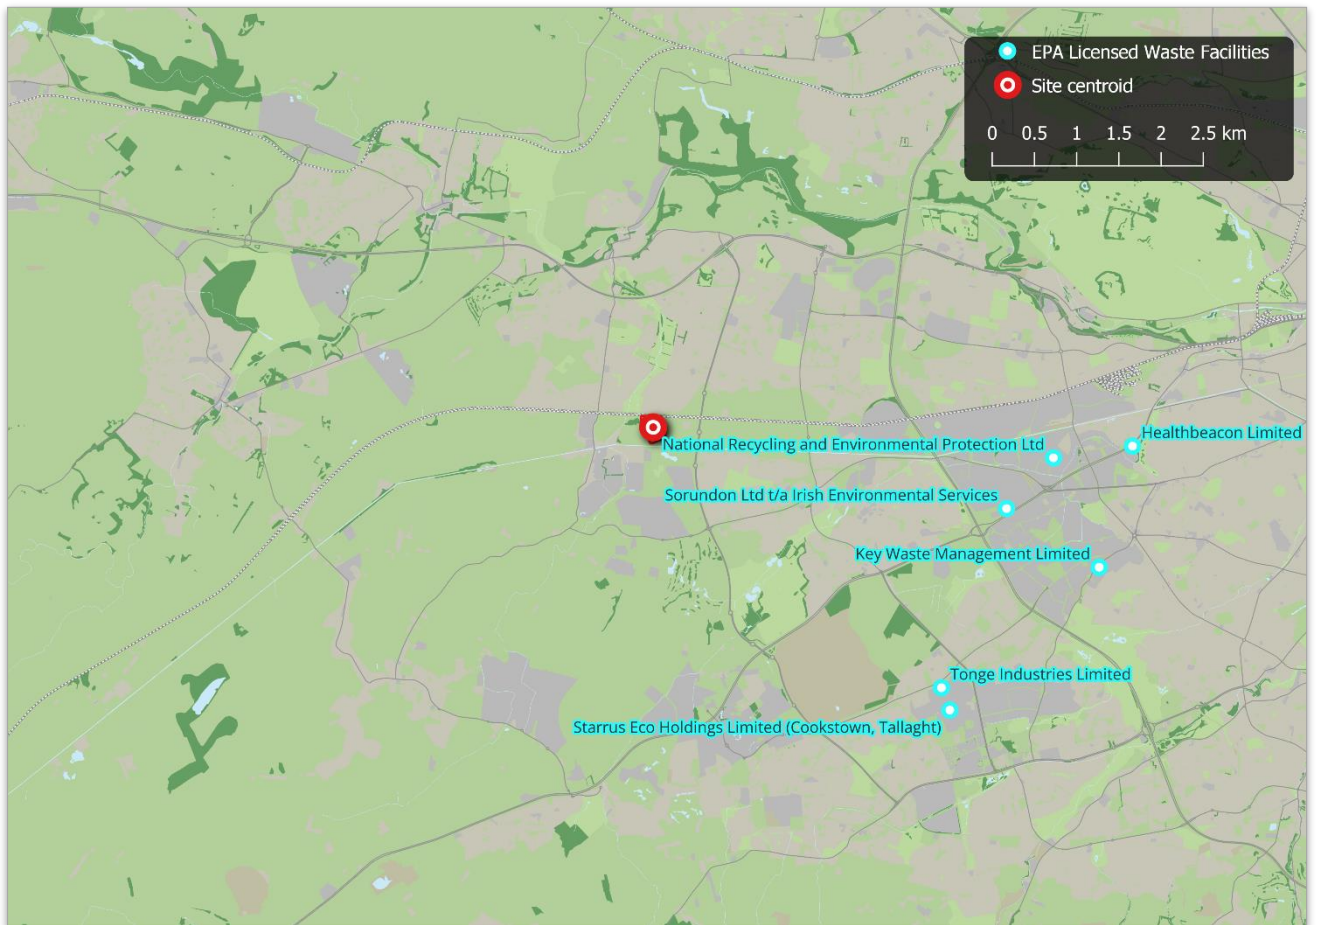 EPA Licensed Waste Facilities
Site centroid
0 0.5 1 1.5 2 2.5 km
Healthbeacon Limited
National Recycling and Environmental Protection Ltd
Sorundon Ltd t/a Irish Environmental Services
Key Waste Management Limited
Tonge Industries Limited
Starrus Eco Holdings Limited (Cookstown, Tallaght)